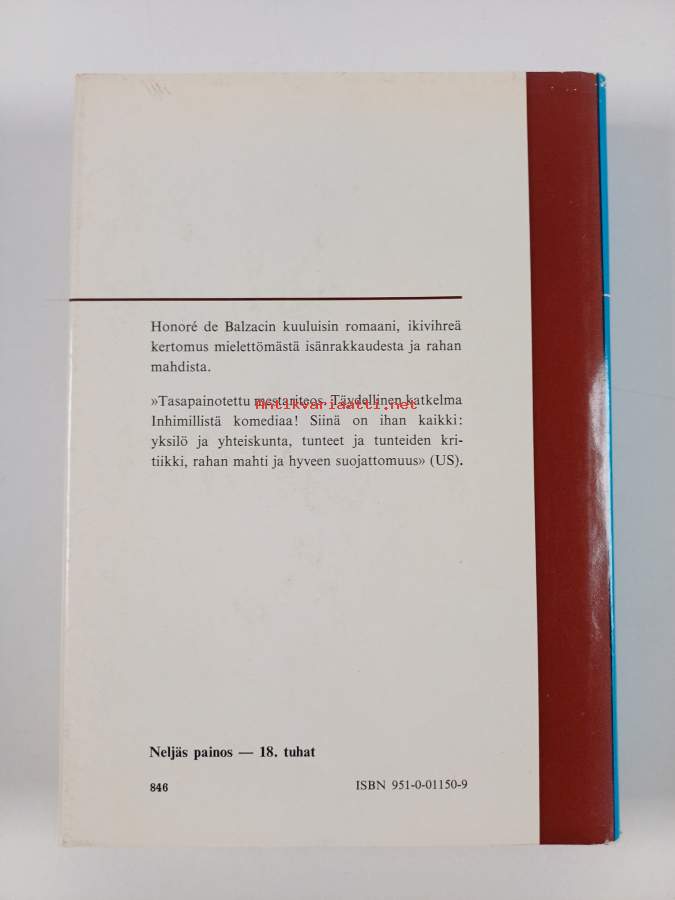 Honoré de Balzacin kuuluisin romaani, ikivihreä
kertomus mielettömästä isänrakkaudesta ja rahan
mahdista.
»Tasapainotettu mestariteos. Täydellinen katkelma
Antikvariaatti.net
Inhimillistä komediaa! Siinä on ihan kaikki:
yksilö ja yhteiskunta, tunteet ja tunteiden kri-
tiikki, rahan mahti ja hyveen suojattomuus» (US).
Neljäs painos — 18. tuhat
846 ISBN 951-0-01150-9